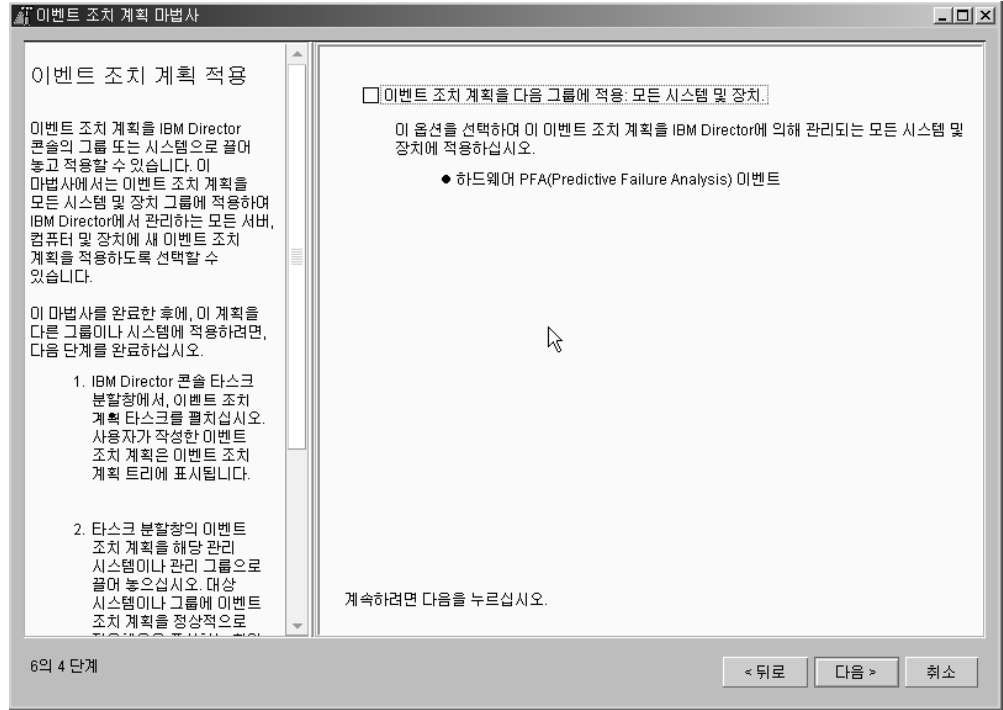 이벤트 조치 계획 마법사
이벤트 조치 계획 적용
이벤트 조치 계획을 IBM Director
콘솔의 그룹 또는 시스템으로 끌어
놓고 적용할 수 있습니다. 이
마법사에서는 이벤트 조치 계획을
모든 시스템 및 장치 그룹에 적용하여
IBM Director에서 관리하는 모든 서버,
컴퓨터 및 장치에 새 이벤트 조치
계획을 적용하도록 선택할 수
있습니다.
이 마법사를 완료한 후에, 이 계획을
다른 그룹이나 시스템에 적용하려면,
다음 단계를 완료하십시오.
1. IBM Director 콘솔 타스크
분할창에서, 이벤트 조치
계획 타스크를 펼치십시오.
사용자가 작성한 이벤트
조치 계획은 이벤트 조치
계획 트리에 표시됩니다.
2. 타스크 분할창의 이벤트
조치 계획을 해당 관리
시스템이나 관리 그룹으로
끌어 놓으십시오. 대상
시스템이나 그룹에 이벤트
조치 계획을 정상적으로
이벤트 조치 계획을 다음 그룹에 적용: 모든 시스템 및 장치.
이 옵션을 선택하여 이 이벤트 조치 계획을 IBM Director에 의해 관리되는 모든 시스템 및
장치에 적용하십시오.
● 하드웨어 PFA(Predictive Failure Analysis) 이벤트
계속하려면 다음을 누르십시오.
6의 4 단계
< 뒤로
다음 >
취소